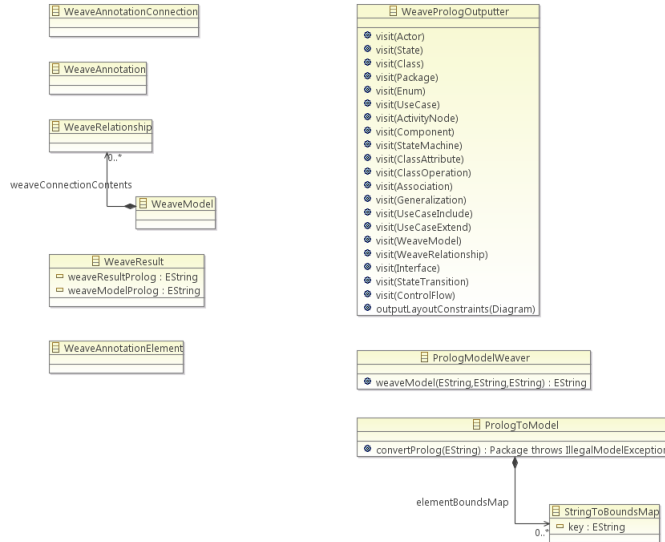 WeaveAnnotationConnection
WeaveAnnotation
WeaveRelationship
0..*
weaveConnectionContents
WeaveModel
WeaveResult
weaveResultProlog : EString
weaveModelProlog : EString
WeaveAnnotationElement
WeavePrologOutputter
visit(Actor)
visit(State)
visit(Class)
visit(Package)
visit(Enum)
visit(UseCase)
visit(ActivityNode)
visit(Component)
visit(StateMachine)
visit(ClassAttribute)
visit(ClassOperation)
visit(Association)
visit(Generalization)
visit(UseCaseInclude)
visit(UseCaseExtend)
visit(WeaveModel)
visit(WeaveRelationship)
visit(Interface)
visit(StateTransition)
visit(ControlFlow)
outputLayoutConstraints(Diagram)
PrologModelWeaver
weaveModel(EString,EString,EString) : EString
PrologToModel
convertProlog(EString) : Package throws IllegalModelException
elementBoundsMap
0..*
StringToBoundsMap
key : EString